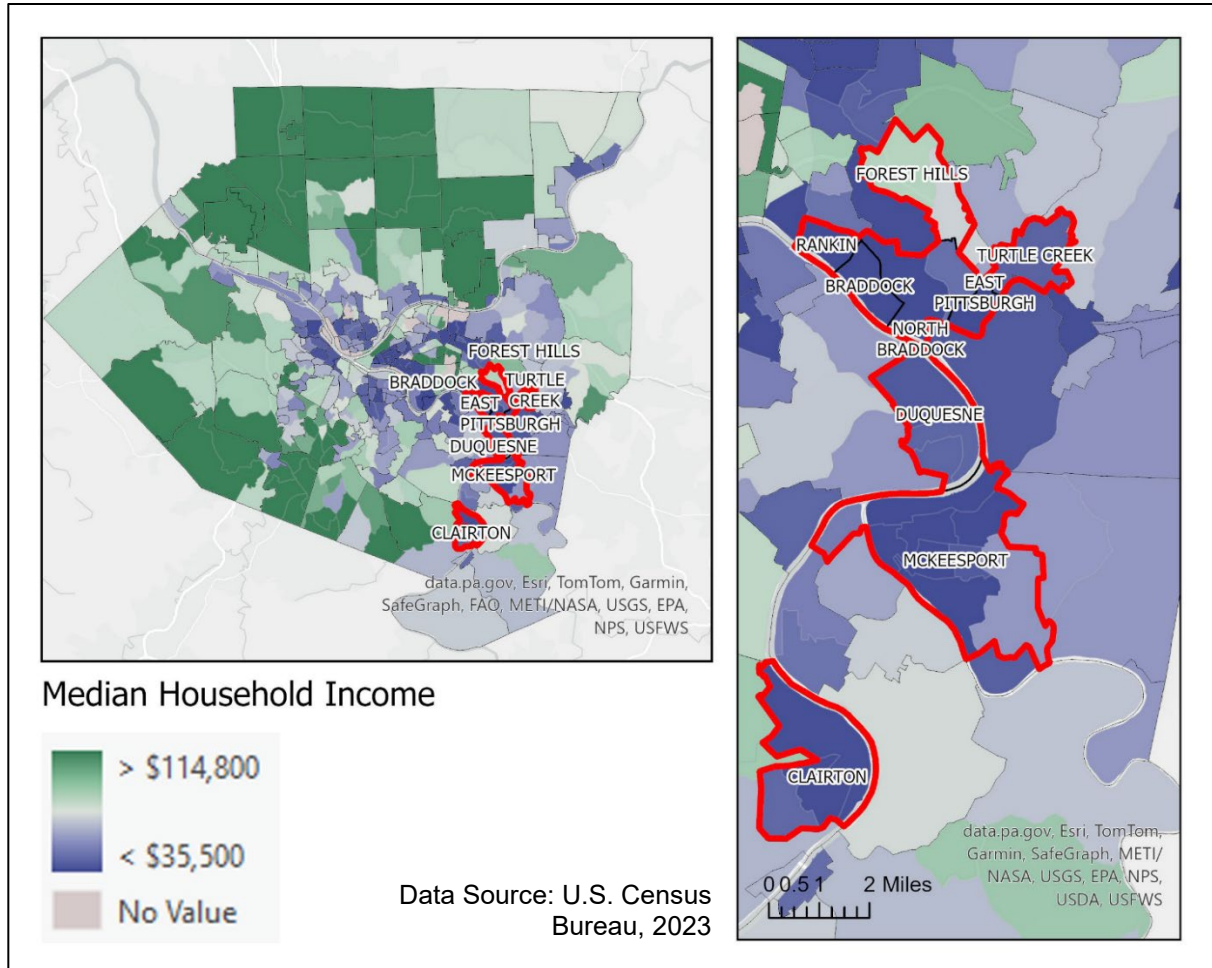 FOREST HILLS
BRADDOCK
TURTLE
EAST
CREEK
PITTSBURGH
DUQUESNE
MCKEESPORT
CLAIRTON
data.pa.gov, Esri, TomTom, Garmin,
SafeGraph, FAO, METI/NASA, USGS, EPA,
NPS, USFWS
Median Household Income
> $114,800
< $35,500
No Value
Data Source: U.S. Census
Bureau, 2023
FOREST HILLS
RANKIN
TURTLE CREEK
BRADDOCK
EAST
PITTSBURGH
NORTH
BRADDOCK
DUQUESNE
MCKEESPORT
CLAIRTON
data.pa.gov, Esri, TomTom,
Garmin, SafeGraph, METI/
NASA, USGS, EPA, NPS,
USDA, USFWS
0 0.5 1 2 Miles